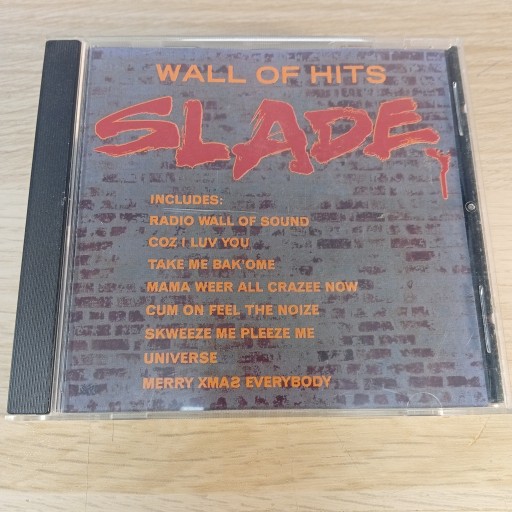 WALL OF HITS
SLADE
INCLUDES:
RADIO WALL OF SOUND
COZ I LUV YOU
TAKE ME BAK'OME
MAMA WEER ALL CRAZEE NOW
CUM ON FEEL THE NOIZE
SKWEEZE ME PLEEZE ME
UNIVERSE
MERRY XMAS EVERYBODY